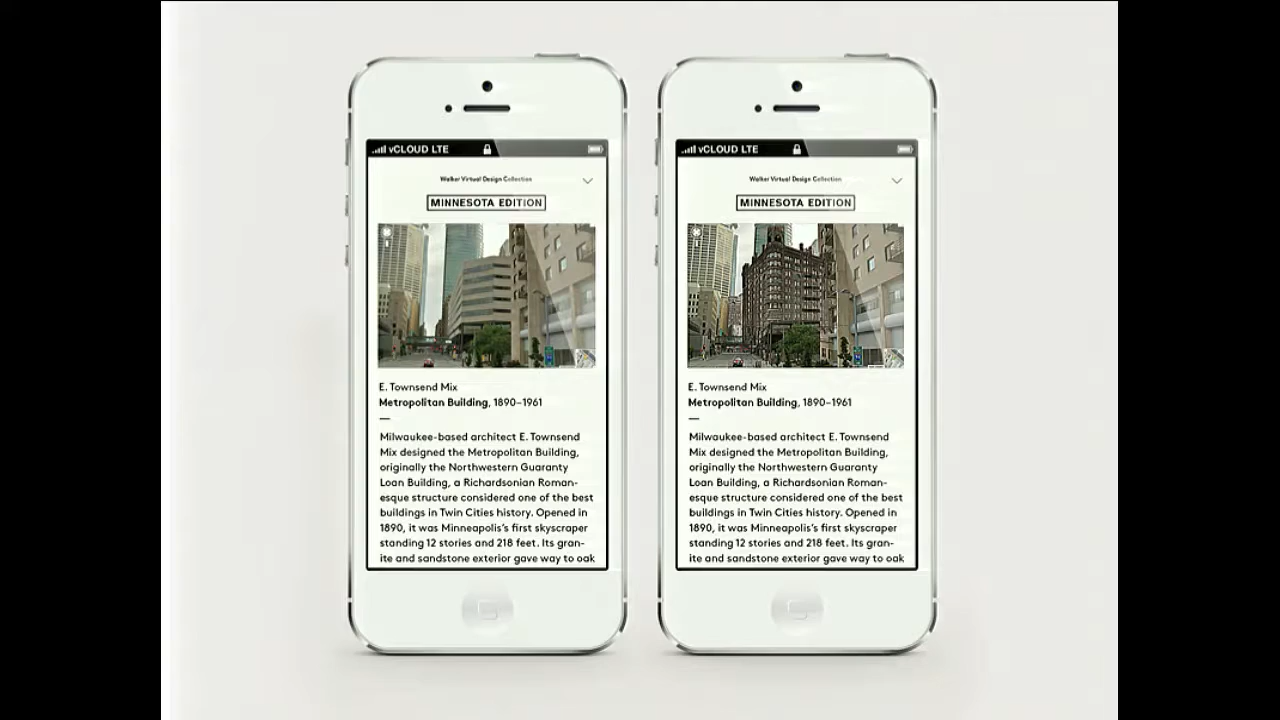 vCLOUD LTE
Walker Virtual Design Collection
MINNESOTA EDITION
E. Townsend Mix
Metropolitan Building, 1890–1961
—
Milwaukee-based architect E. Townsend
Mix designed the Metropolitan Building,
originally the Northwestern Guaranty
Loan Building, a Richardsonian Roman-
esque structure considered one of the best
buildings in Twin Cities history. Opened in
1890, it was Minneapolis's first skyscraper
standing 12 stories and 218 feet. Its gran-
ite and sandstone exterior gave way to oak
vCLOUD LTE
Walker Virtual Design Collection
MINNESOTA EDITION
E. Townsend Mix
Metropolitan Building, 1890–1961
—
Milwaukee-based architect E. Townsend
Mix designed the Metropolitan Building,
originally the Northwestern Guaranty
Loan Building, a Richardsonian Roman-
esque structure considered one of the best
buildings in Twin Cities history. Opened in
1890, it was Minneapolis's first skyscraper
standing 12 stories and 218 feet. Its gran-
ite and sandstone exterior gave way to oak